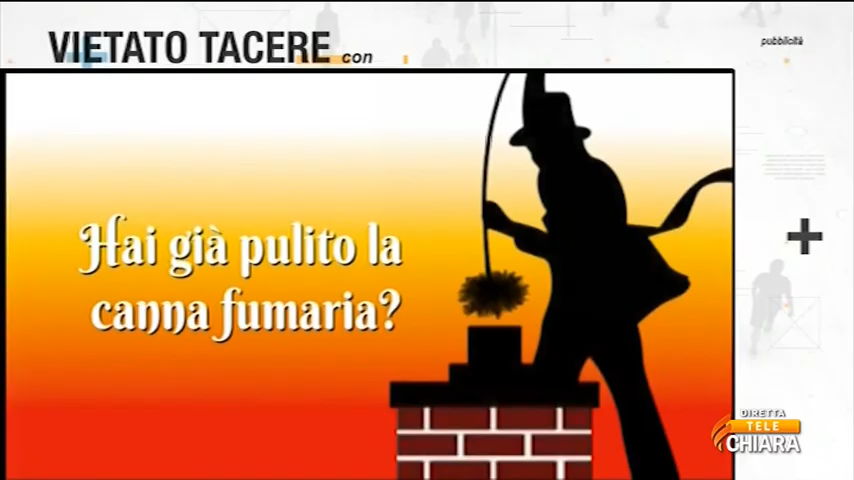 VIETATO TACERE con
pubblicità
Hai già pulito la
canna fumaria?
DIRETTA
TELE
CHIARA